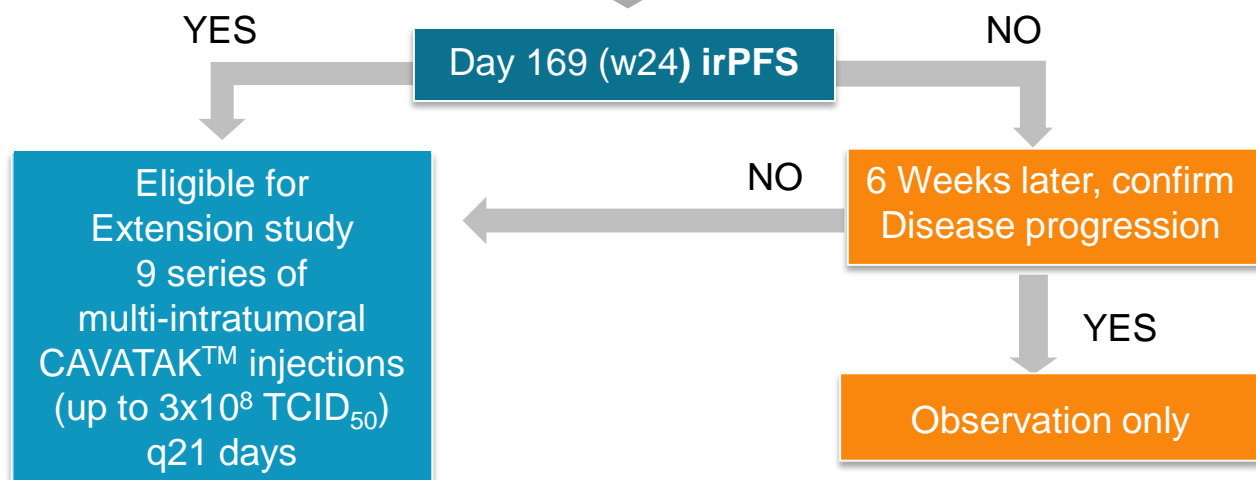 YES
NO
Day 169 (w24) irPFS
Eligible for
Extension study
9 series of
multi-intratumoral
CAVATAK™ injections
(up to 3x10⁸ TCID₅₀)
q21 days
NO
6 Weeks later, confirm
Disease progression
YES
Observation only